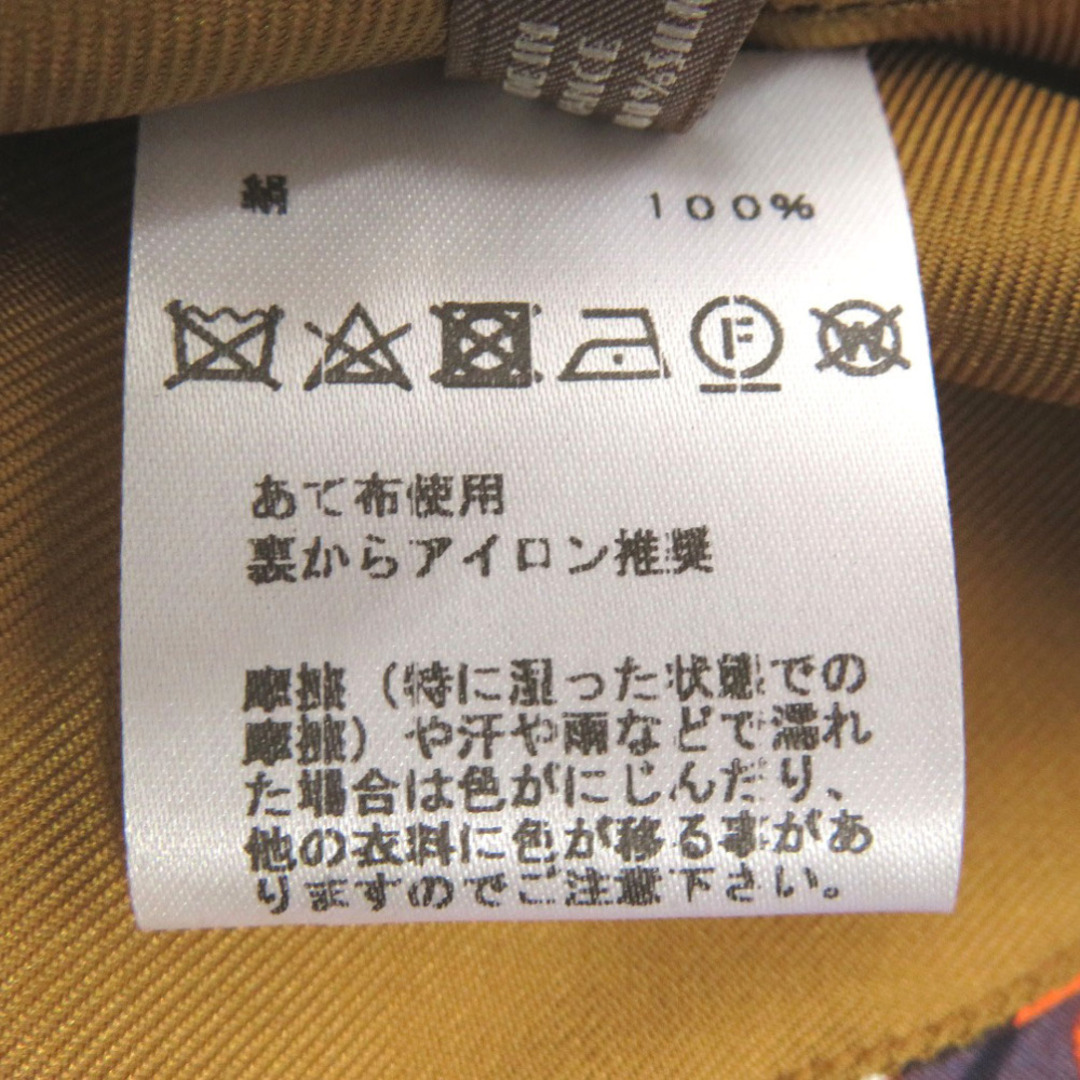 絹 100%
F
W
あて布使用
裏からアイロン推奨
摩擦（特に湿った状態での
摩擦）や汗や雨などで濡れ
た場合は色がにじんだり、
他の衣料に色が移る事があ
りますのでご注意下さい。